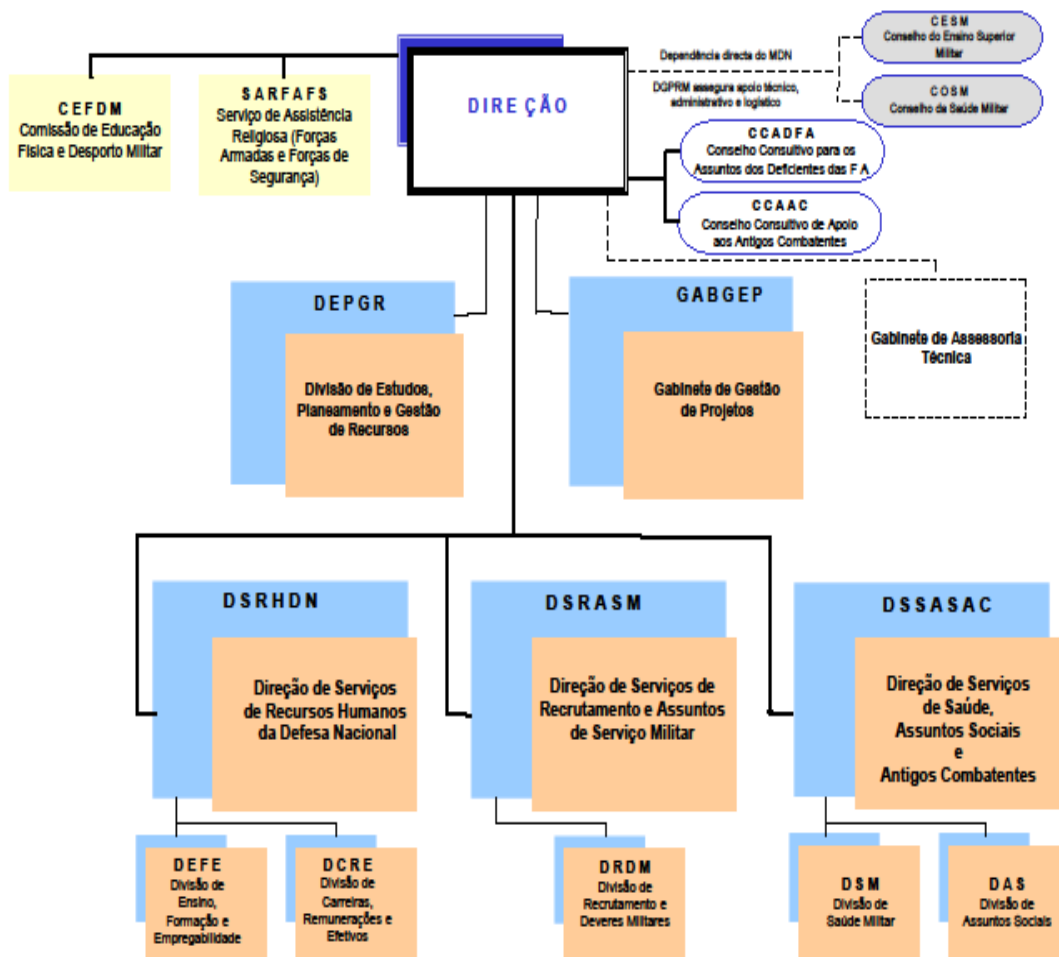 CEFDM
Comissão de Educação
Física e Desporto Militar
SARFAFS
Serviço de Assistência
Religiosa (Forças
Armadas e Forças de
Segurança)
DIREÇÃO
Dependência directa do MDN
DGPRM assegura apoio técnico,
administrativo e logístico
CESM
Conselho do Ensino Superior
Militar
COSM
Conselho da Saúde Militar
CCADFA
Conselho Consultivo para os
Assuntos dos Deficientes das F A
CCAAC
Conselho Consultivo de Apoio
aos Antigos Combatentes
DEPGR
Divisão de Estudos,
Planeamento e Gestão
de Recursos
GABGEP
Gabinete de Gestão
de Projetos
Gabinete de Assessoria
Técnica
DSRHDN
Direção de Serviços
de Recursos Humanos
da Defesa Nacional
DSRASM
Direção de Serviços de
Recrutamento e Assuntos
de Serviço Militar
DSSASAC
Direção de Serviços
de Saúde,
Assuntos Sociais
e
Antigos Combatentes
DEFE
Divisão de
Ensino,
Formação e
Empregabilidade
DCRE
Divisão de
Carreiras,
Remunerações e
Efetivos
DRDM
Divisão de
Recrutamento e
Deveres Militares
DSM
Divisão de
Saúde Militar
DAS
Divisão de
Assuntos Sociais